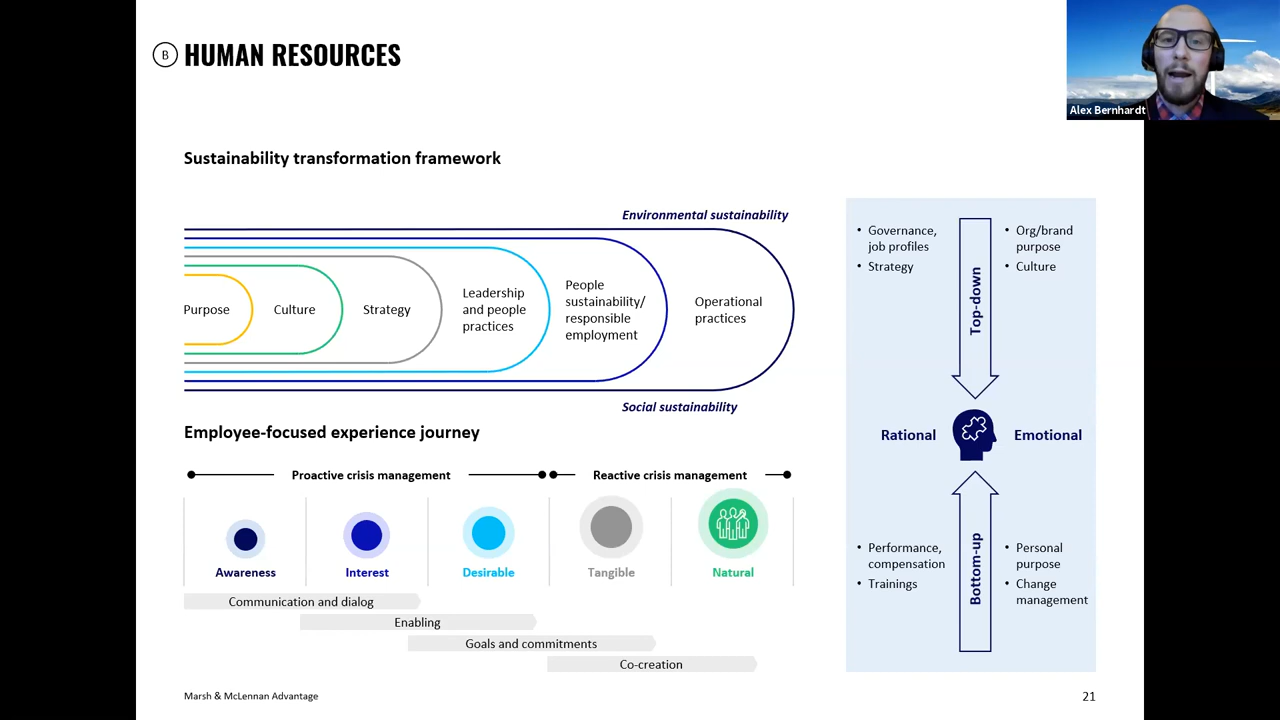 B
HUMAN RESOURCES
Alex Bernhardt
Sustainability transformation framework
Environmental sustainability
Purpose
Culture
Strategy
Leadership
and people
practices
People
sustainability/
responsible
employment
Operational
practices
Social sustainability
Employee-focused experience journey
Proactive crisis management
Reactive crisis management
Awareness
Interest
Desirable
Tangible
Natural
Communication and dialog
Enabling
Goals and commitments
Co-creation
• Governance,
job profiles
• Strategy
Top-down
• Org/brand
purpose
• Culture
Rational
Emotional
• Performance,
compensation
• Trainings
Bottom-up
• Personal
purpose
• Change
management
Marsh & McLennan Advantage
21